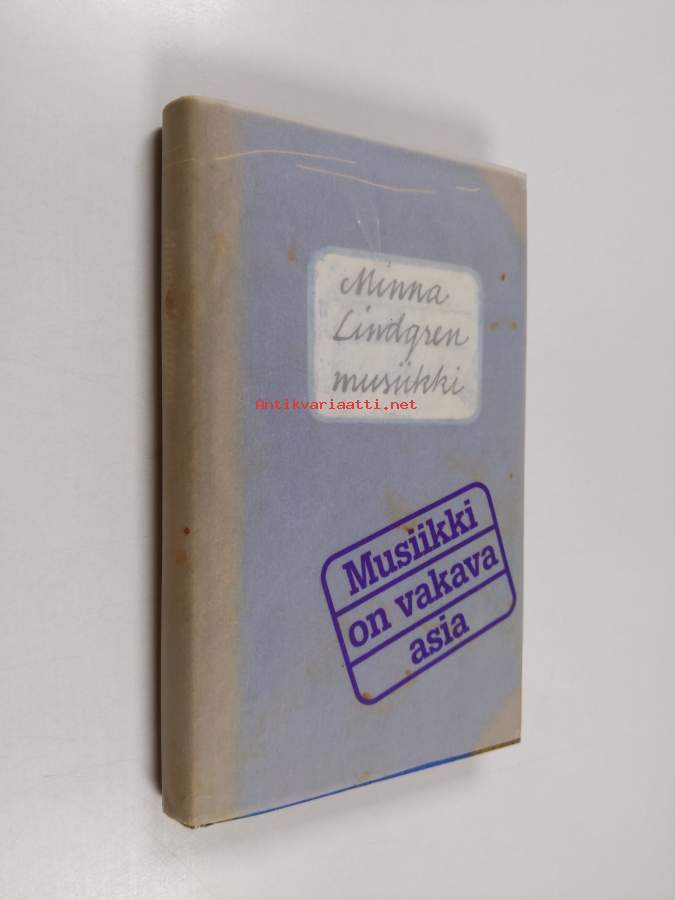 Minna
Lindgren
musiikki
Antikvariaatti.net
Musiikki
on vakava
asia